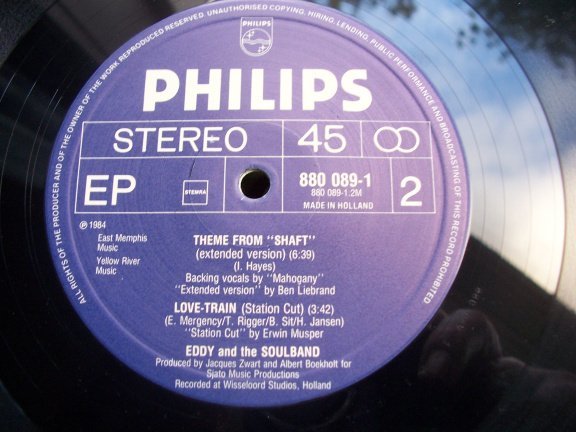 ALL RIGHTS OF THE PRODUCER AND OF THE OWNER OF THE WORK REPRODUCED RESERVED UNAUTHORISED COPYING, HIRING, LENDING, PUBLIC PERFORMANCE AND BROADCASTING OF THIS RECORD PROHIBITED
PHILIPS
PHILIPS
STEREO 45
EP STEMRA 880 089-1 2
880 089-1.2M
MADE IN HOLLAND
℗ 1984
East Memphis
Music
Yellow River
Music
THEME FROM "SHAFT"
(extended version) (6:39)
(I. Hayes)
Backing vocals by "Mahogany"
"Extended version" by Ben Liebrand
LOVE-TRAIN (Station Cut) (3:42)
(E. Mergency/T. Rigger/B. Sit/H. Jansen)
"Station Cut" by Erwin Musper
EDDY and the SOULBAND
Produced by Jacques Zwart and Albert Boekholt for
Sjato Music Productions
Recorded at Wisseloord Studios, Holland